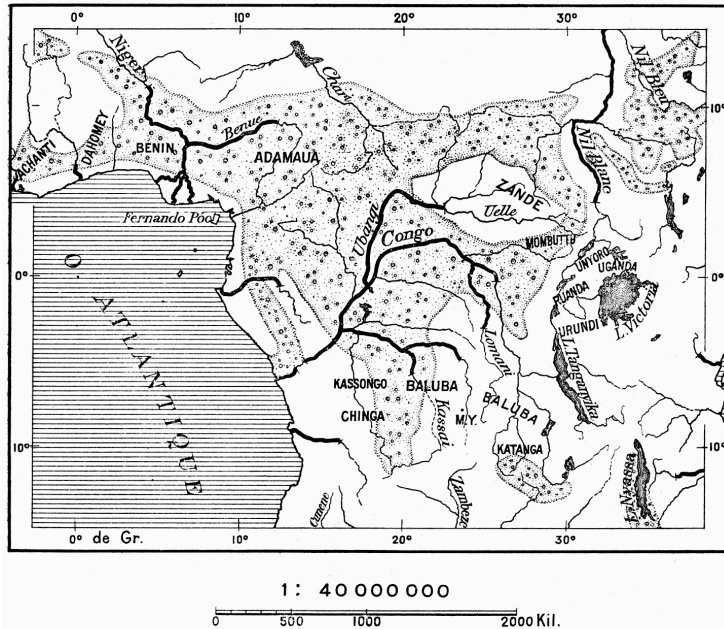 0° 10° 20° 30°
Niger
Chari
Nil Bleu
10° 10°
ACHANTI
DAHOMEY
BENIN
Benue
ADAMAUA
Nil Blanc
ZANDE
Uelle
Fernando Póo
Ubangi
Congo
MOMBUTTU
UNYORO
UGANDA
0° 0°
RUANDA
L. Victoria
URUNDI
O. ATLANTIQUE
Lomani
L. Tanganyika
KASSONGO
BALUBA
CHINGA
Kassai
M.Y.
BALUBA
10° 10°
KATANGA
Cunene
Zambeze
L. Nyassa
0° de Gr. 10° 20° 30°
1: 40 000 000
0 500 1000 2000 Kil.